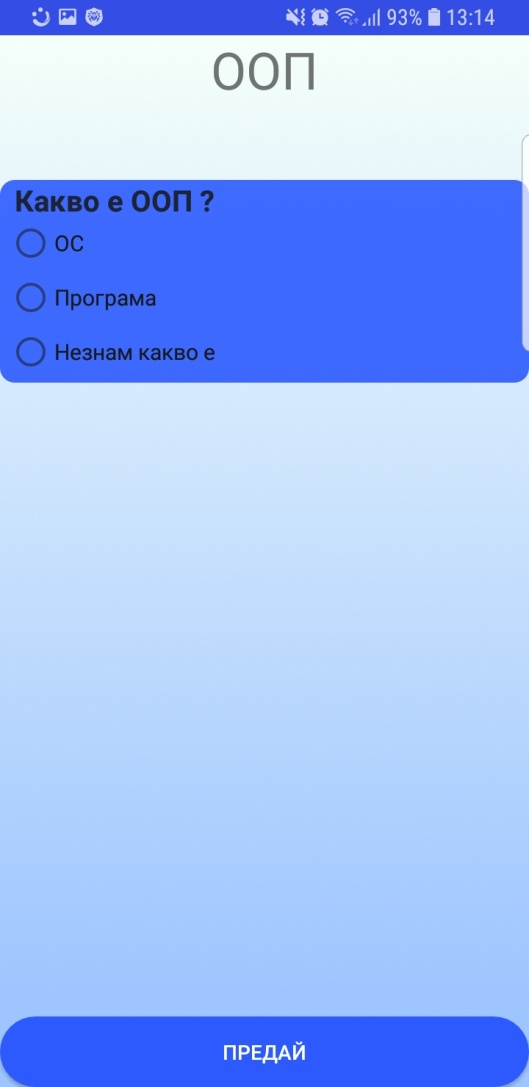 93% 13:14
ООП
Какво е ООП ?
ОС
Програма
Незнам какво е
ПРЕДАЙ